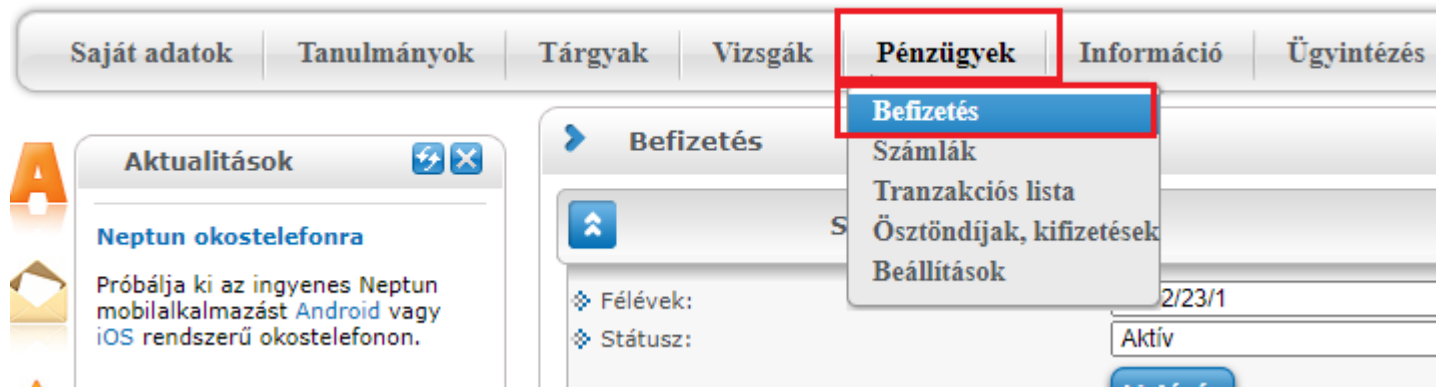 Saját adatok Tanulmányok Tárgyak Vizsgák Pénzügyek Információ Ügyintézés
Befizetés
Számlák
Tranzakciós lista
Ösztöndíjak, kifizetések
Beállítások
Aktualitások
Neptun okostelefonra
Próbálja ki az ingyenes Neptun
mobilalkalmazást Android vagy
iOS rendszerű okostelefonon.
Befizetés
S
Félévek: 2/23/1
Státusz: Aktív